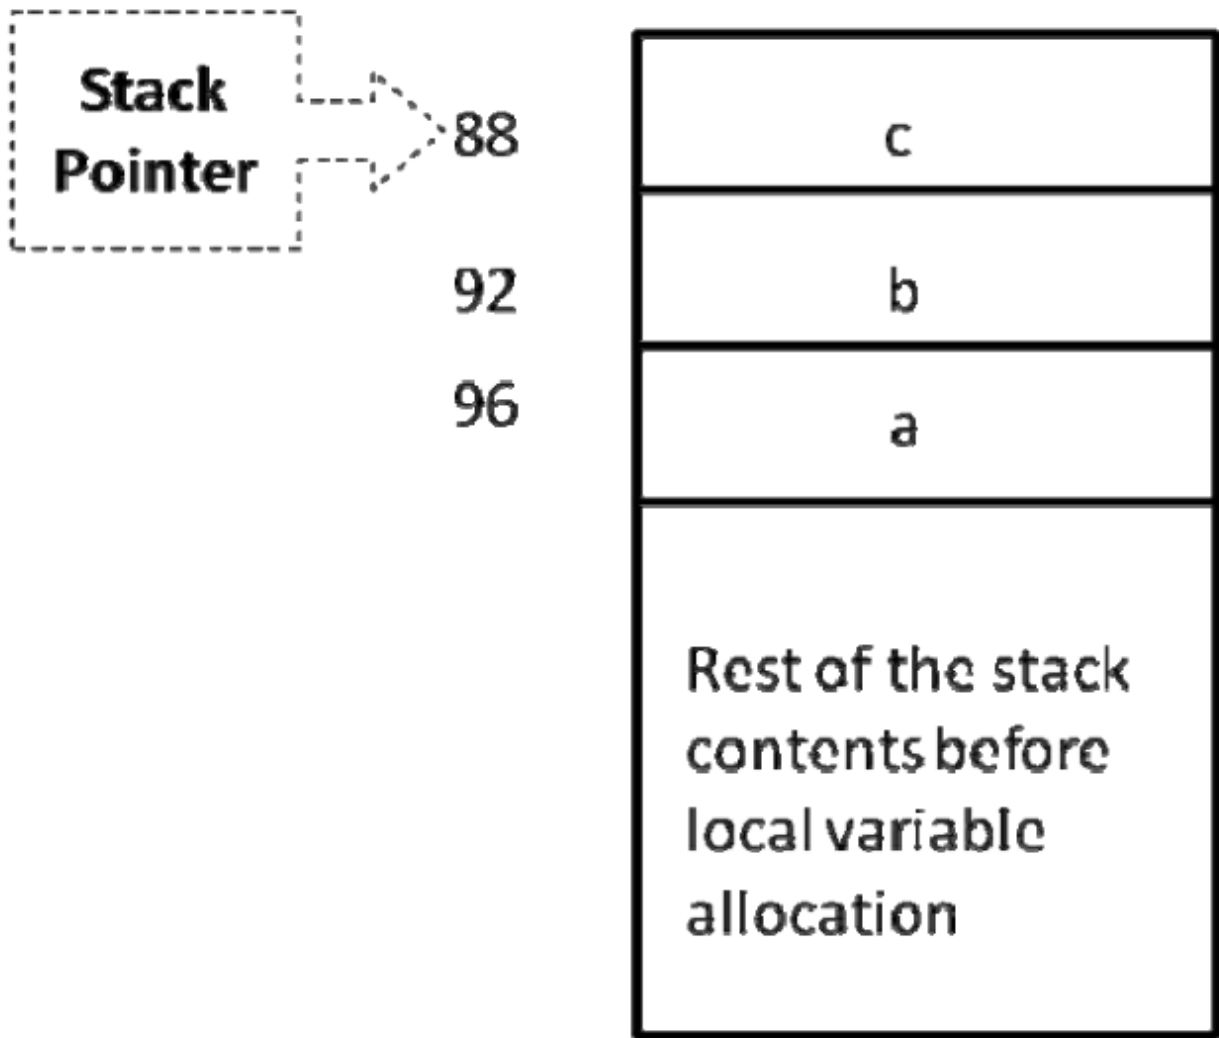 Stack
Pointer
88
c
92
b
96
a
Rest of the stack
contents before
local variable
allocation